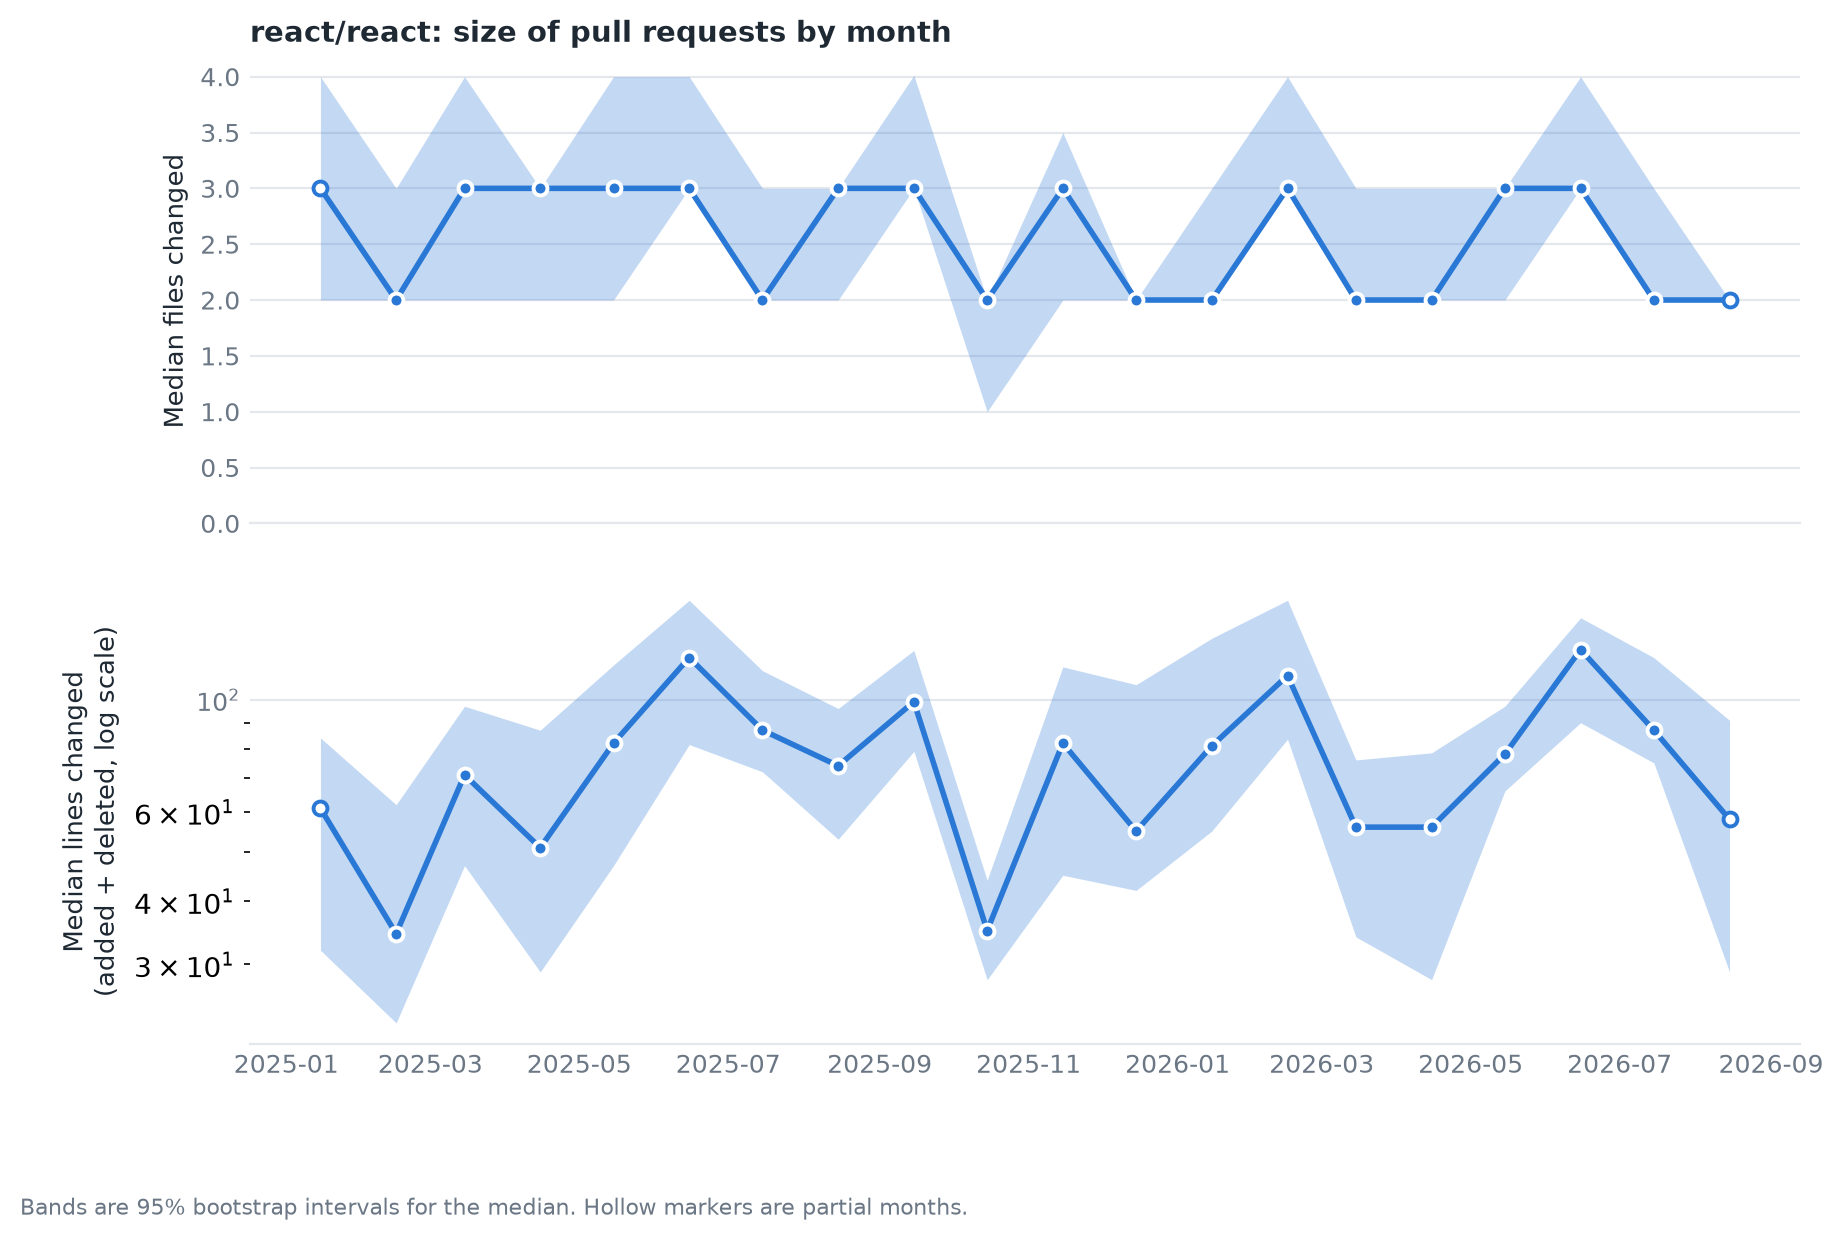 react/react: size of pull requests by month
Median files changed
4.0
3.5
3.0
2.5
2.0
1.5
1.0
0.5
0.0
Median lines changed
(added + deleted, log scale)
10²
6 × 10¹
4 × 10¹
3 × 10¹
2025-01 2025-03 2025-05 2025-07 2025-09 2025-11 2026-01 2026-03 2026-05 2026-07 2026-09
Bands are 95% bootstrap intervals for the median. Hollow markers are partial months.